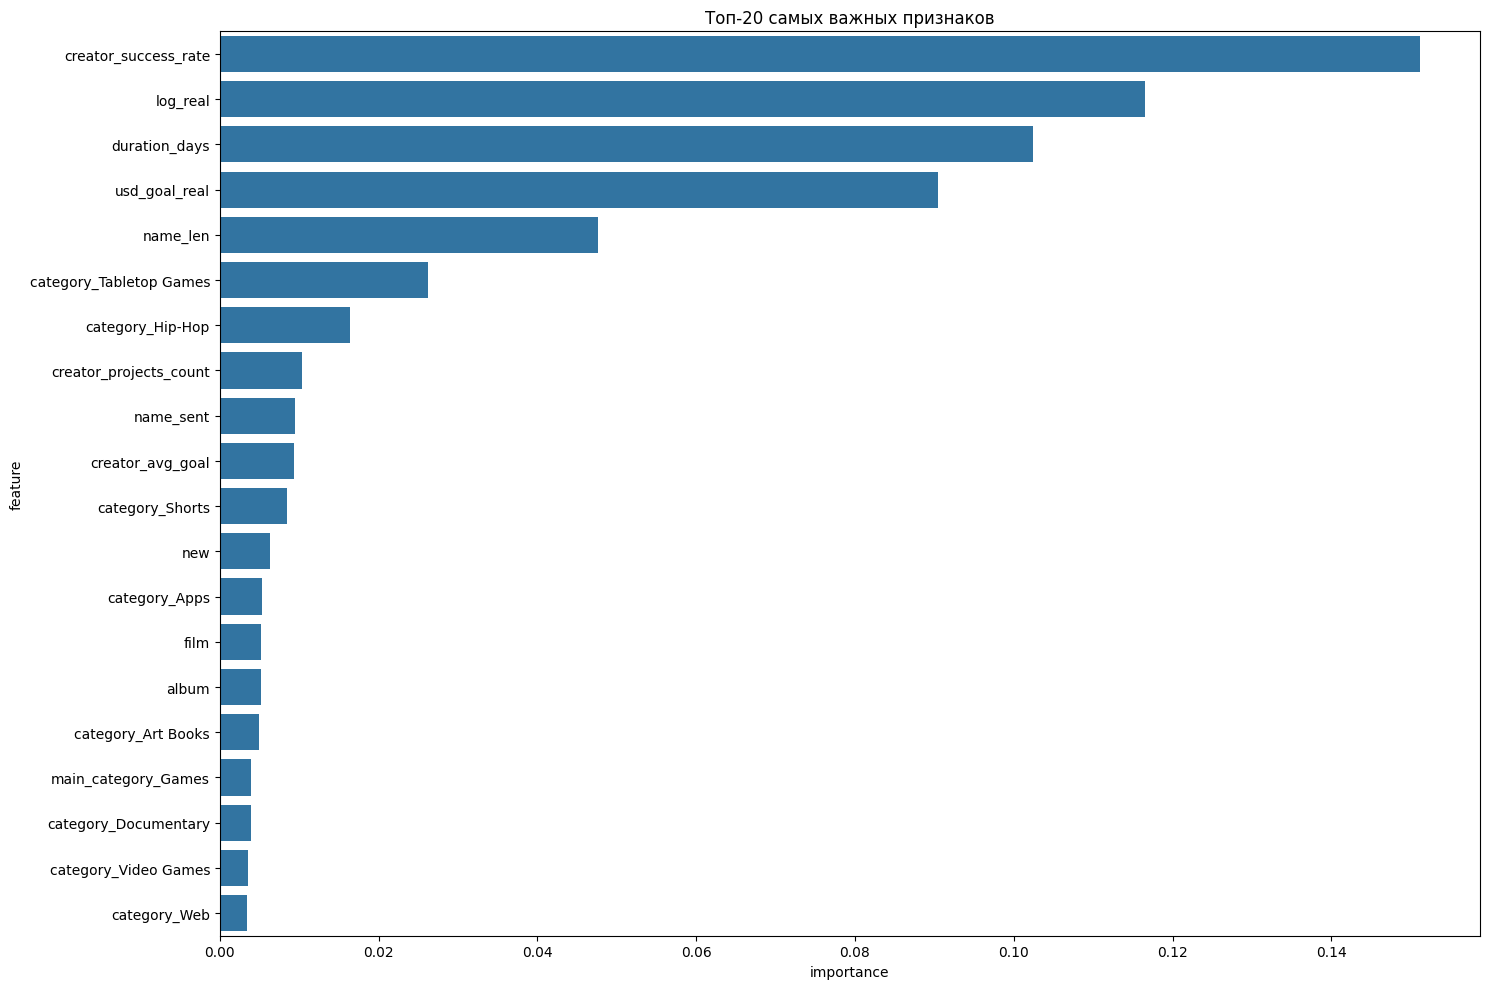 Топ-20 самых важных признаков
creator_success_rate
log_real
duration_days
usd_goal_real
name_len
category_Tabletop Games
category_Hip-Hop
creator_projects_count
name_sent
creator_avg_goal
category_Shorts
new
category_Apps
film
album
category_Art Books
main_category_Games
category_Documentary
category_Video Games
category_Web
feature
0.00 0.02 0.04 0.06 0.08 0.10 0.12 0.14
importance